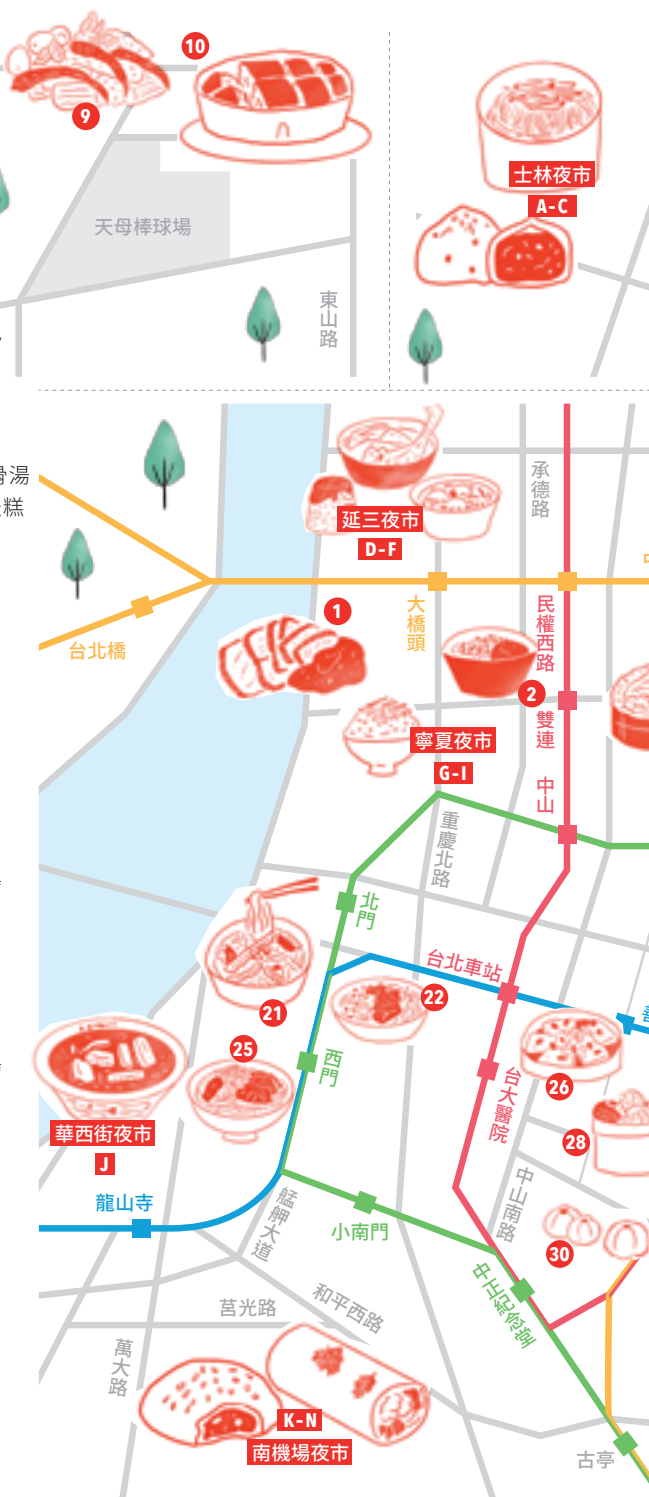 10
9
士林夜市
A-C
天母棒球場
東山路
骨湯
糕
承德路
延三夜市
D-F
大橋頭
民權西路
1
台北橋
2
雙連
寧夏夜市
G-I
中山
重慶北路
北門
台北車站
22
21
25
西門
26
台大醫院
28
華西街夜市
J
龍山寺
艋舺大道
小南門
中山南路
30
中正紀念堂
莒光路
和平西路
萬大路
K-N
南機場夜市
古亭